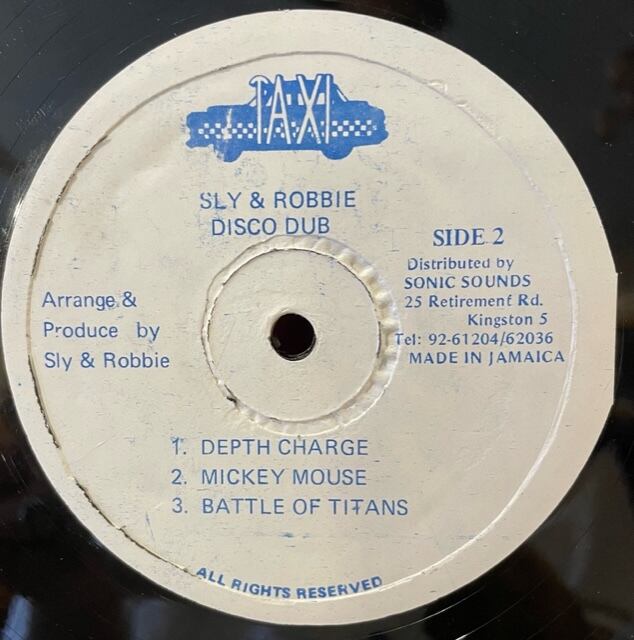 TAXI
SLY & ROBBIE
DISCO DUB
SIDE 2
Distributed by
SONIC SOUNDS
25 Retirement Rd.
Kingston 5
Tel: 92-61204/62036
MADE IN JAMAICA
Arrange &
Produce by
Sly & Robbie
1. DEPTH CHARGE
2. MICKEY MOUSE
3. BATTLE OF TITANS
ALL RIGHTS RESERVED